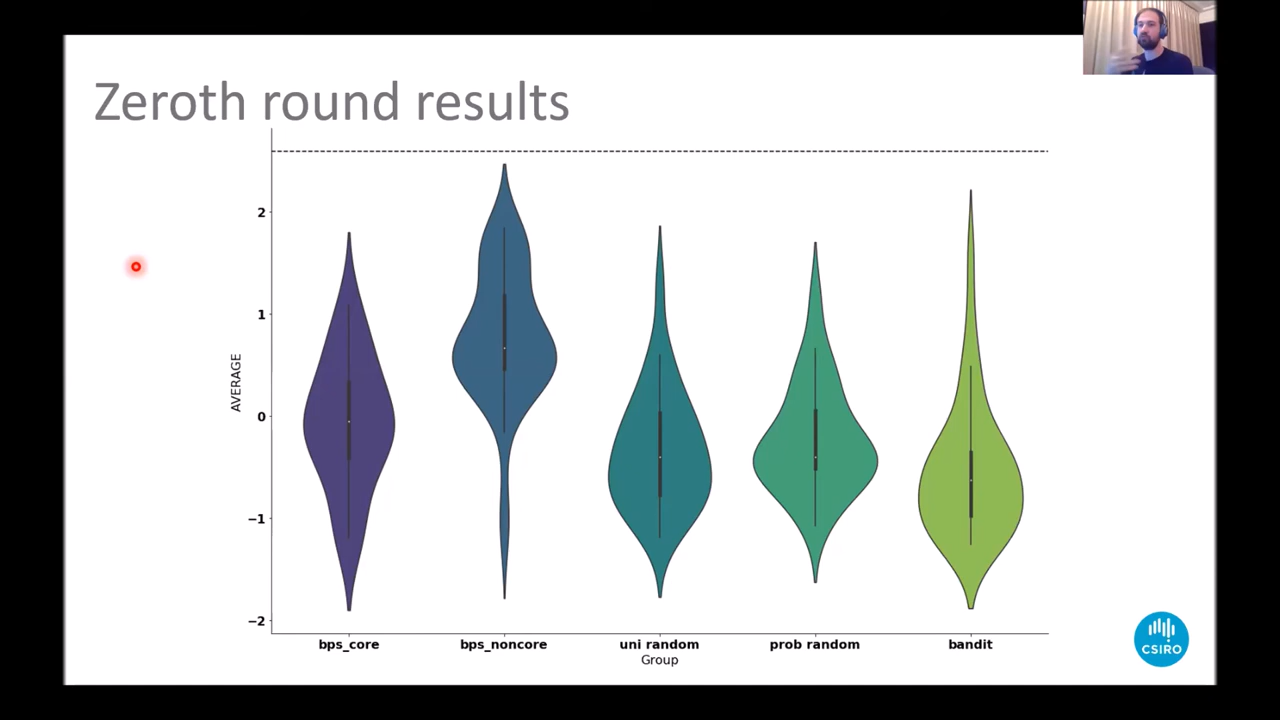 Zeroth round results
2
1
0
−1
−2
AVERAGE
bps_core bps_noncore uni random prob random bandit
Group
CSIRO